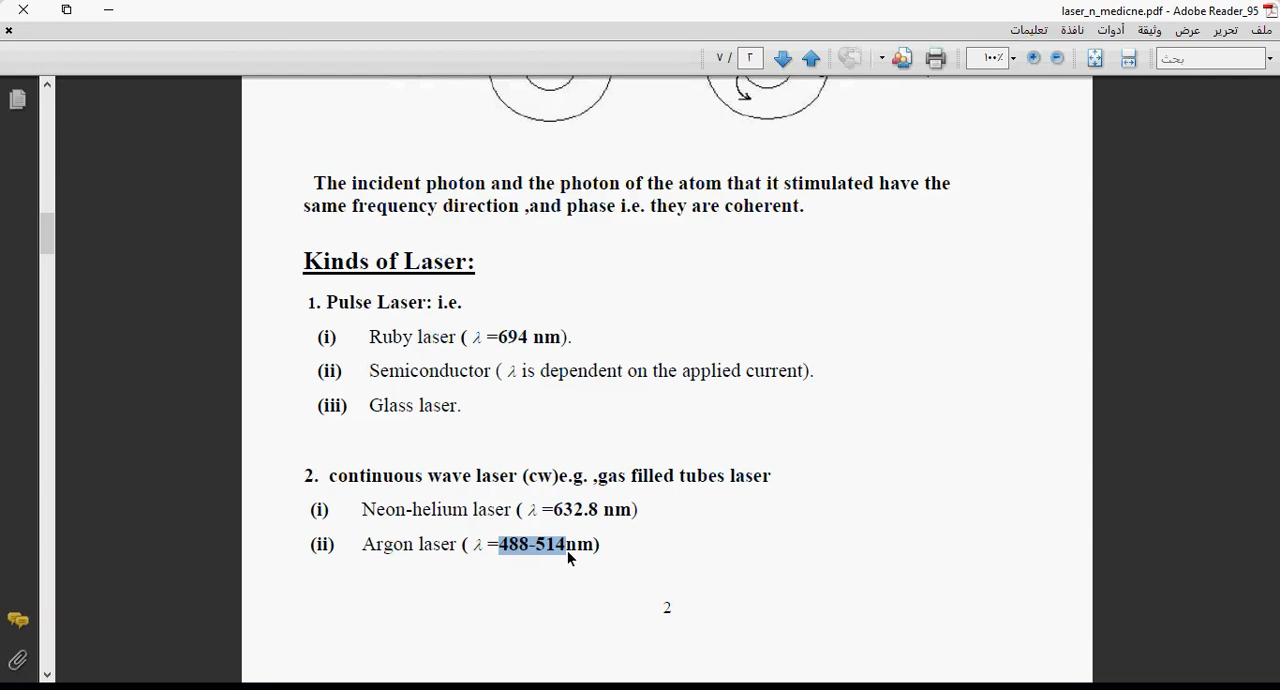 laser_n_medicne.pdf - Adobe Reader_95
ملف تحرير عرض وثيقة أدوات نافذة تعليمات
٧ / ٢ ١٠٠٪ بحث
The incident photon and the photon of the atom that it stimulated have the
same frequency direction ,and phase i.e. they are coherent.
Kinds of Laser:
1. Pulse Laser: i.e.
(i) Ruby laser ( λ =694 nm).
(ii) Semiconductor ( λ is dependent on the applied current).
(iii) Glass laser.
2. continuous wave laser (cw)e.g. ,gas filled tubes laser
(i) Neon-helium laser ( λ =632.8 nm)
(ii) Argon laser ( λ =488-514nm)
2